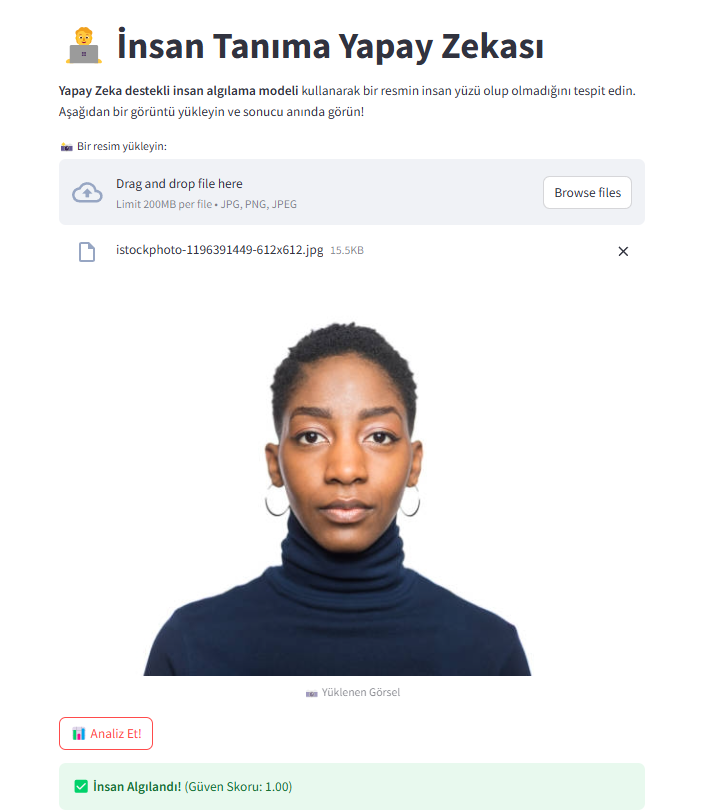 İnsan Tanıma Yapay Zekası
Yapay Zeka destekli insan algılama modeli kullanarak bir resmin insan yüzü olup olmadığını tespit edin.
Aşağıdan bir görüntü yükleyin ve sonucu anında görün!
Bir resim yükleyin:
Drag and drop file here
Limit 200MB per file • JPG, PNG, JPEG
Browse files
istockphoto-1196391449-612x612.jpg 15.5KB
Yüklenen Görsel
Analiz Et!
İnsan Algılandı! (Güven Skoru: 1.00)